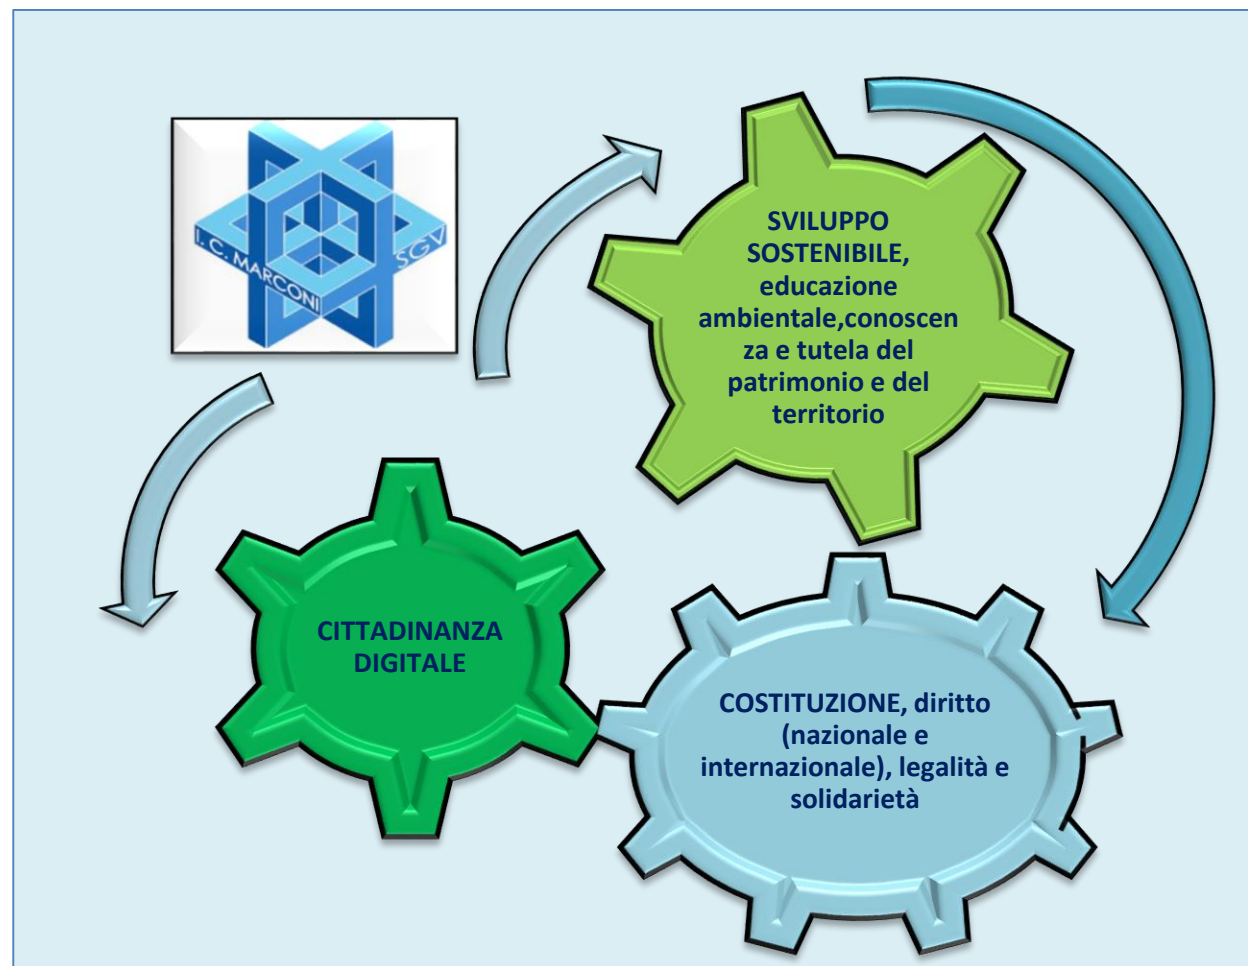 I. C. MARCONI
SGV
SVILUPPO
SOSTENIBILE,
educazione
ambientale,conoscen
za e tutela del
patrimonio e del
territorio
CITTADINANZA
DIGITALE
COSTITUZIONE, diritto
(nazionale e
internazionale), legalità e
solidarietà